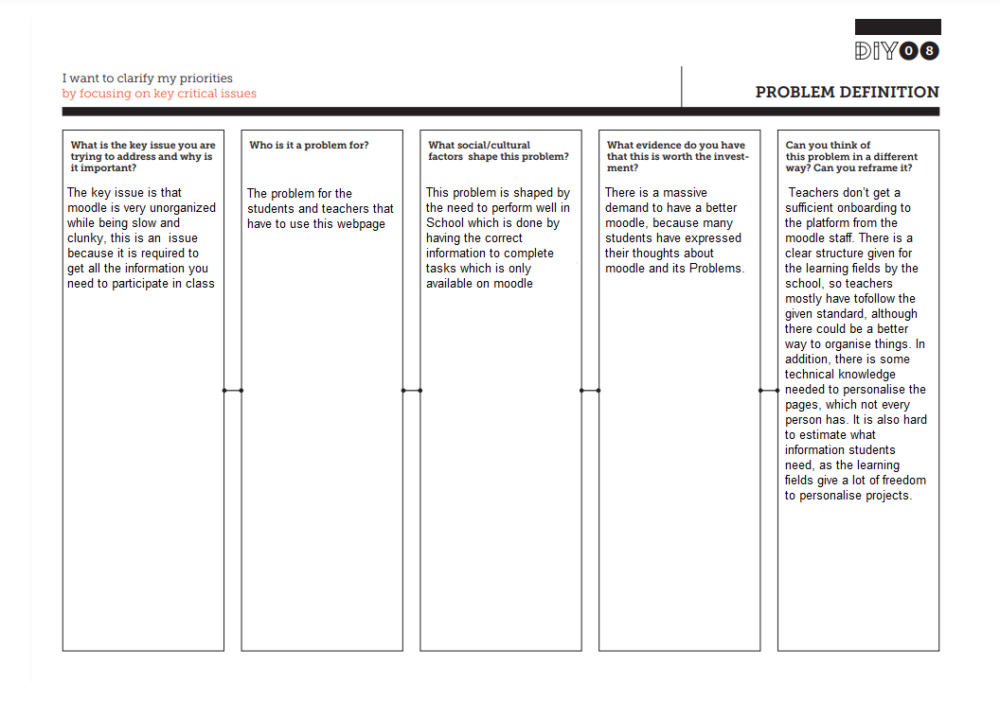 DIY08
I want to clarify my priorities
by focusing on key critical issues
PROBLEM DEFINITION
What is the key issue you are
trying to address and why is
it important?
The key issue is that
moodle is very unorganized
while being slow and
clunky, this is an issue
because it is required to
get all the information you
need to participate in class
Who is it a problem for?
The problem for the
students and teachers that
have to use this webpage
What social/cultural
factors shape this problem?
This problem is shaped by
the need to perform well in
School which is done by
having the correct
information to complete
tasks which is only
available on moodle
What evidence do you have
that this is worth the invest-
ment?
There is a massive
demand to have a better
moodle, because many
students have expressed
their thoughts about
moodle and its Problems.
Can you think of
this problem in a different
way? Can you reframe it?
Teachers don't get a
sufficient onboarding to
the platform from the
moodle staff. There is a
clear structure given for
the learning fields by the
school, so teachers
mostly have tofollow the
given standard, although
there could be a better
way to organise things. In
addition, there is some
technical knowledge
needed to personalise the
pages, which not every
person has. It is also hard
to estimate what
information students
need, as the learning
fields give a lot of freedom
to personalise projects.